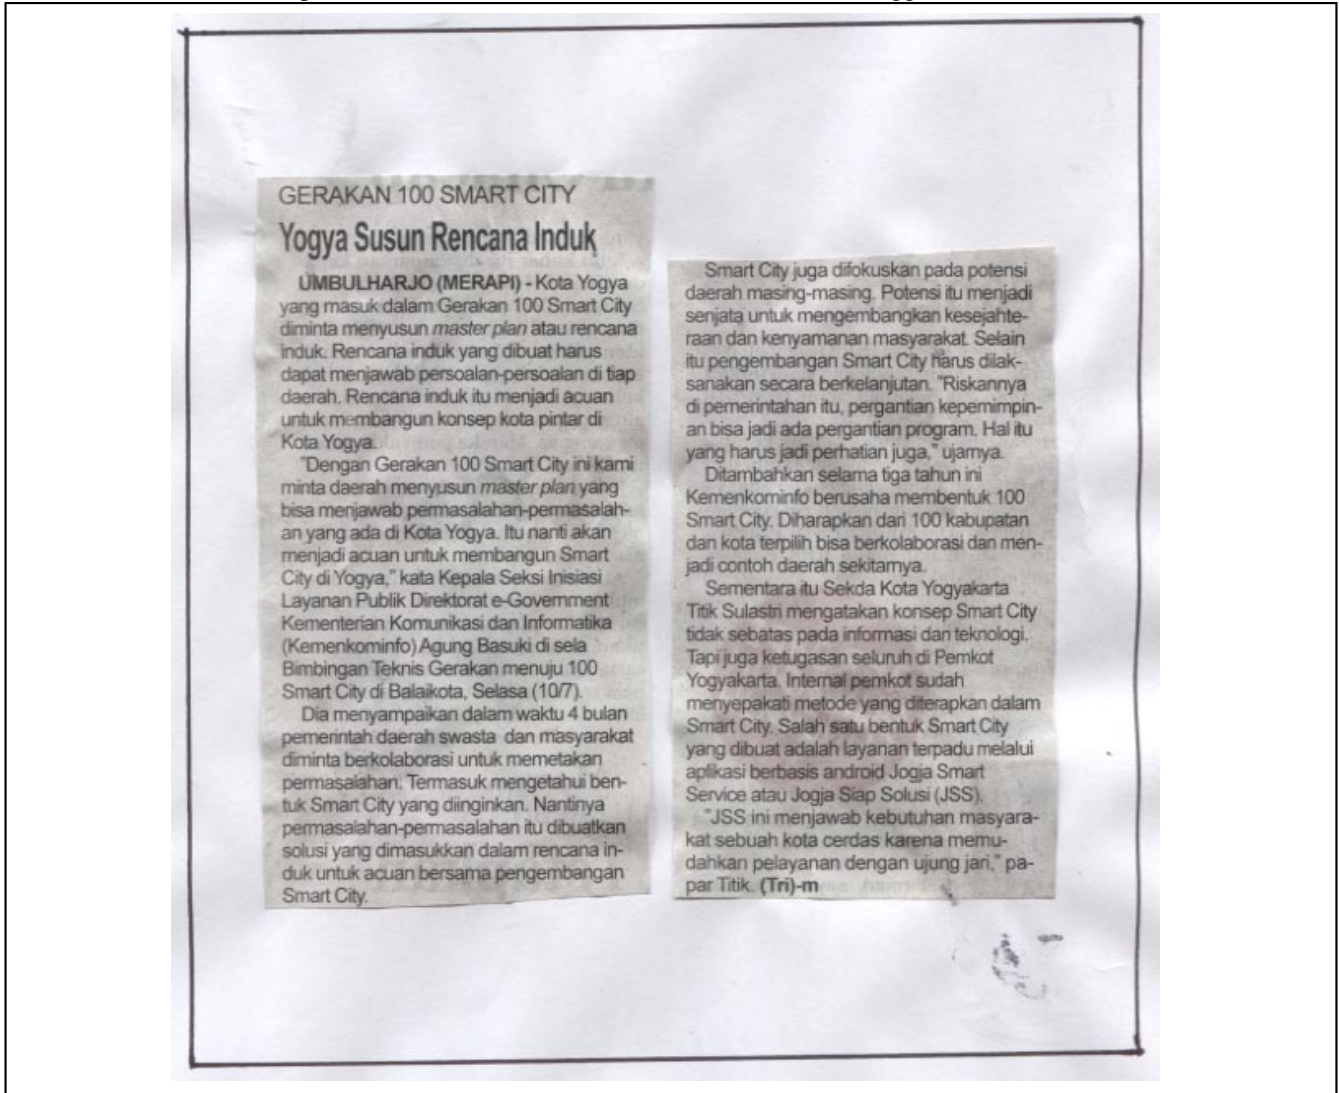 GERAKAN 100 SMART CITY
Yogya Susun Rencana Induk
UMBULHARJO (MERAPI) - Kota Yogya
yang masuk dalam Gerakan 100 Smart City
diminta menyusun master plan atau rencana
induk. Rencana induk yang dibuat harus
dapat menjawab persoalan-persoalan di tiap
daerah. Rencana induk itu menjadi acuan
untuk membangun konsep kota pintar di
Kota Yogya.
"Dengan Gerakan 100 Smart City ini kami
minta daerah menyusun master plan yang
bisa menjawab permasalahan-permasalah-
an yang ada di Kota Yogya. Itu nanti akan
menjadi acuan untuk membangun Smart
City di Yogya," kata Kepala Seksi Inisiasi
Layanan Publik Direktorat e-Government
Kementerian Komunikasi dan Informatika
(Kemenkominfo) Agung Basuki di sela
Bimbingan Teknis Gerakan menuju 100
Smart City di Balaikota, Selasa (10/7).
Dia menyampaikan dalam waktu 4 bulan
pemerintah daerah swasta dan masyarakat
diminta berkolaborasi untuk memetakan
permasalahan. Termasuk mengetahui ben-
tuk Smart City yang diinginkan. Nantinya
permasalahan-permasalahan itu dibuatkan
solusi yang dimasukkan dalam rencana in-
duk untuk acuan bersama pengembangan
Smart City.
Smart City juga difokuskan pada potensi
daerah masing-masing. Potensi itu menjadi
senjata untuk mengembangkan kesejahte-
raan dan kenyamanan masyarakat. Selain
itu pengembangan Smart City harus dilak-
sanakan secara berkelanjutan. "Riskannya
di pemerintahan itu, pergantian kepemimpin-
an bisa jadi ada pergantian program. Hal itu
yang harus jadi perhatian juga," ujarnya.
Ditambahkan selama tiga tahun ini
Kemenkominfo berusaha membentuk 100
Smart City. Diharapkan dari 100 kabupatan
dan kota terpilih bisa berkolaborasi dan men-
jadi contoh daerah sekitarnya.
Sementara itu Sekda Kota Yogyakarta
Titik Sulastri mengatakan konsep Smart City
tidak sebatas pada informasi dan teknologi.
Tapi juga ketugasan seluruh di Pemkot
Yogyakarta. Internal pemkot sudah
menyepakati metode yang diterapkan dalam
Smart City. Salah satu bentuk Smart City
yang dibuat adalah layanan terpadu melalui
aplikasi berbasis android Jogja Smart
Service atau Jogja Siap Solusi (JSS).
"JSS ini menjawab kebutuhan masyara-
kat sebuah kota cerdas karena memu-
dahkan pelayanan dengan ujung jari," pa-
par Titik. (Tri)-m